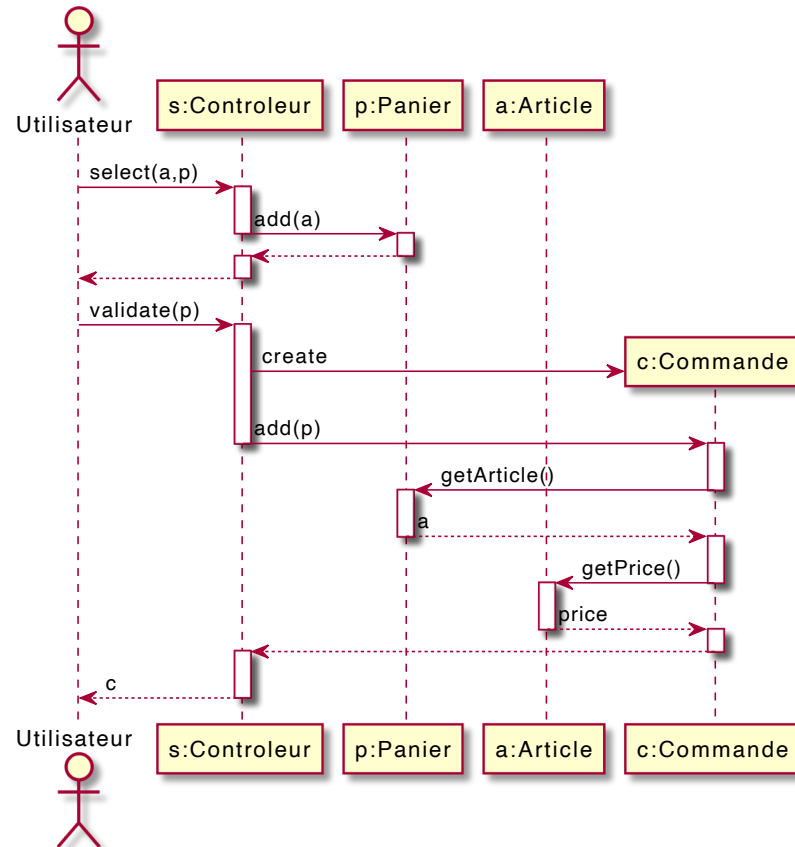 Utilisateur
s:Controleur
p:Panier
a:Article
select(a,p)
add(a)
validate(p)
create
c:Commande
add(p)
getArticle()
a
getPrice()
price
c
Utilisateur
s:Controleur
p:Panier
a:Article
c:Commande